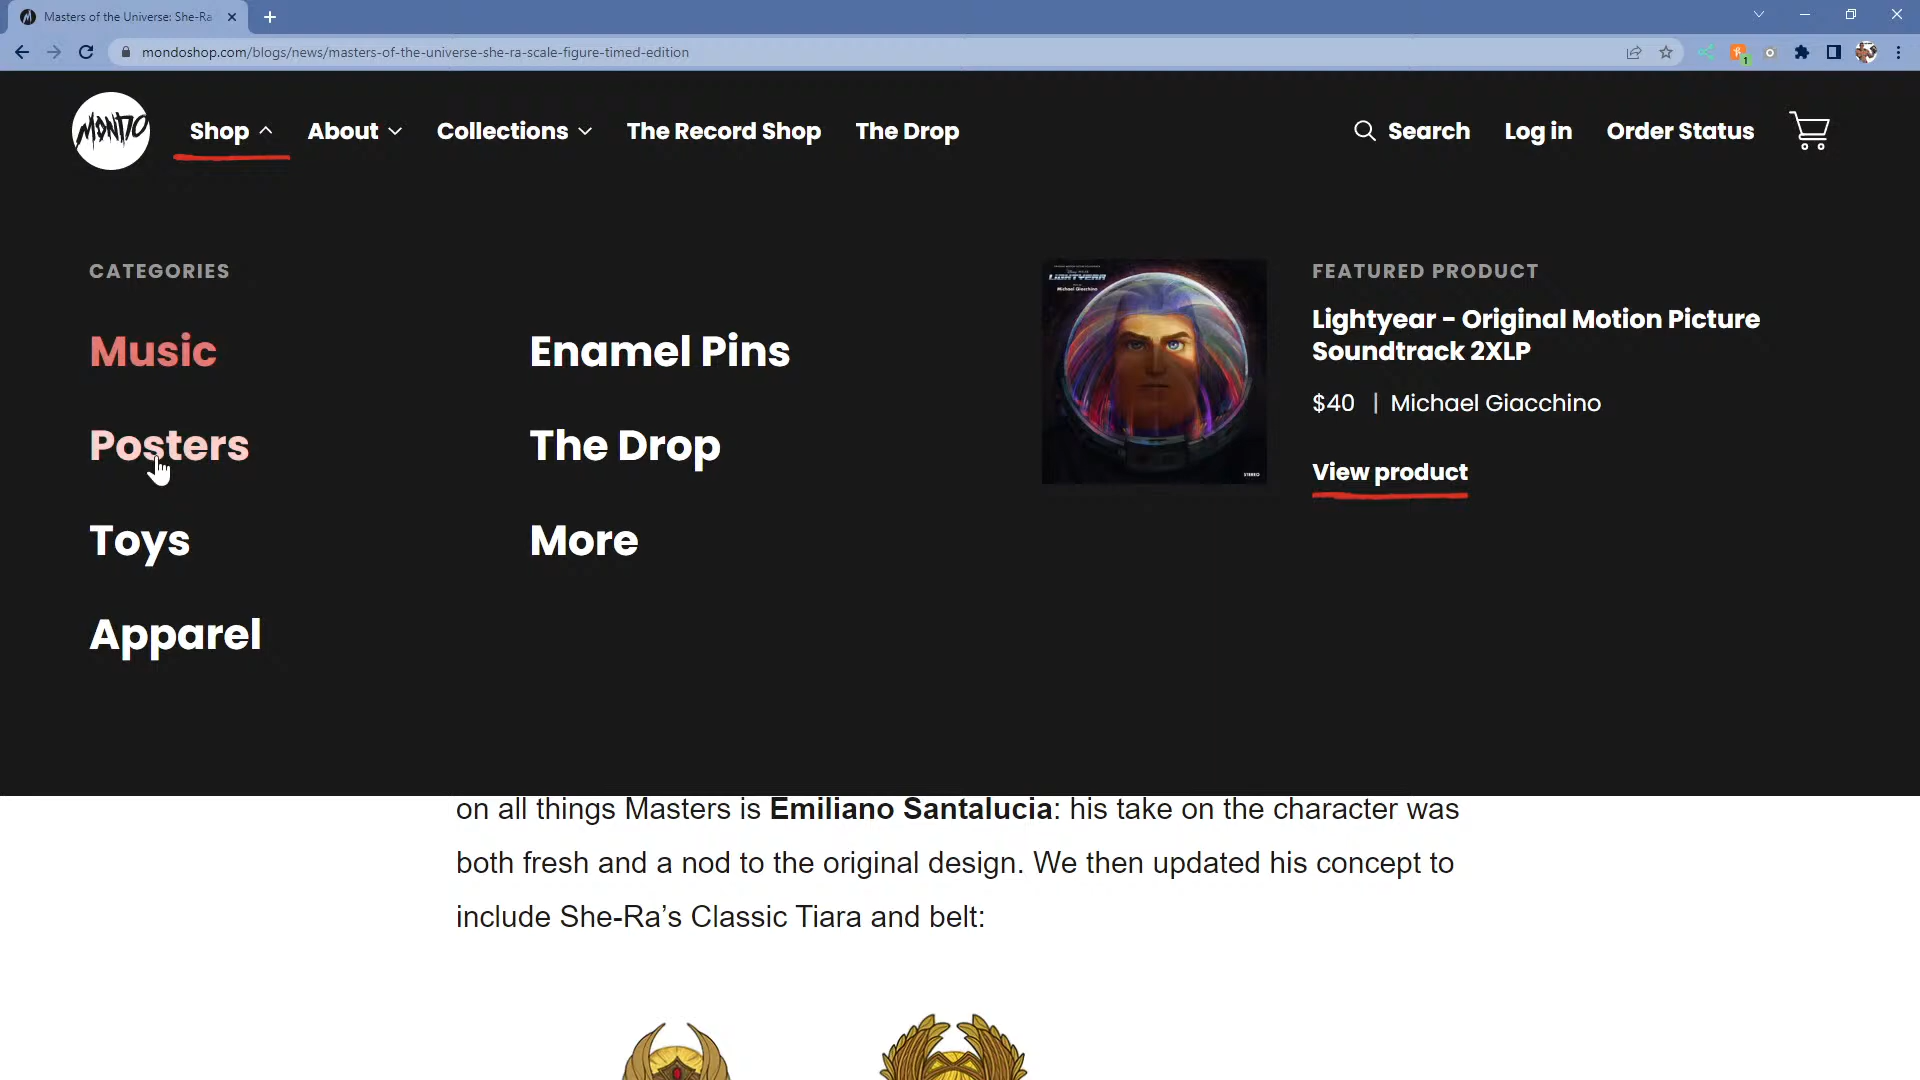 Masters of the Universe: She-Ra
mondoshop.com/blogs/news/masters-of-the-universe-she-ra-scale-figure-timed-edition
1
MONDO
Shop
About
Collections
The Record Shop
The Drop
Search
Log in
Order Status
CATEGORIES
Music
Posters
Toys
Apparel
Enamel Pins
The Drop
More
LIGHTYEAR
Michael Giacchino
STEREO
FEATURED PRODUCT
Lightyear - Original Motion Picture
Soundtrack 2XLP
$40 | Michael Giacchino
View product
on all things Masters is Emiliano Santalucia: his take on the character was
both fresh and a nod to the original design. We then updated his concept to
include She-Ra’s Classic Tiara and belt: